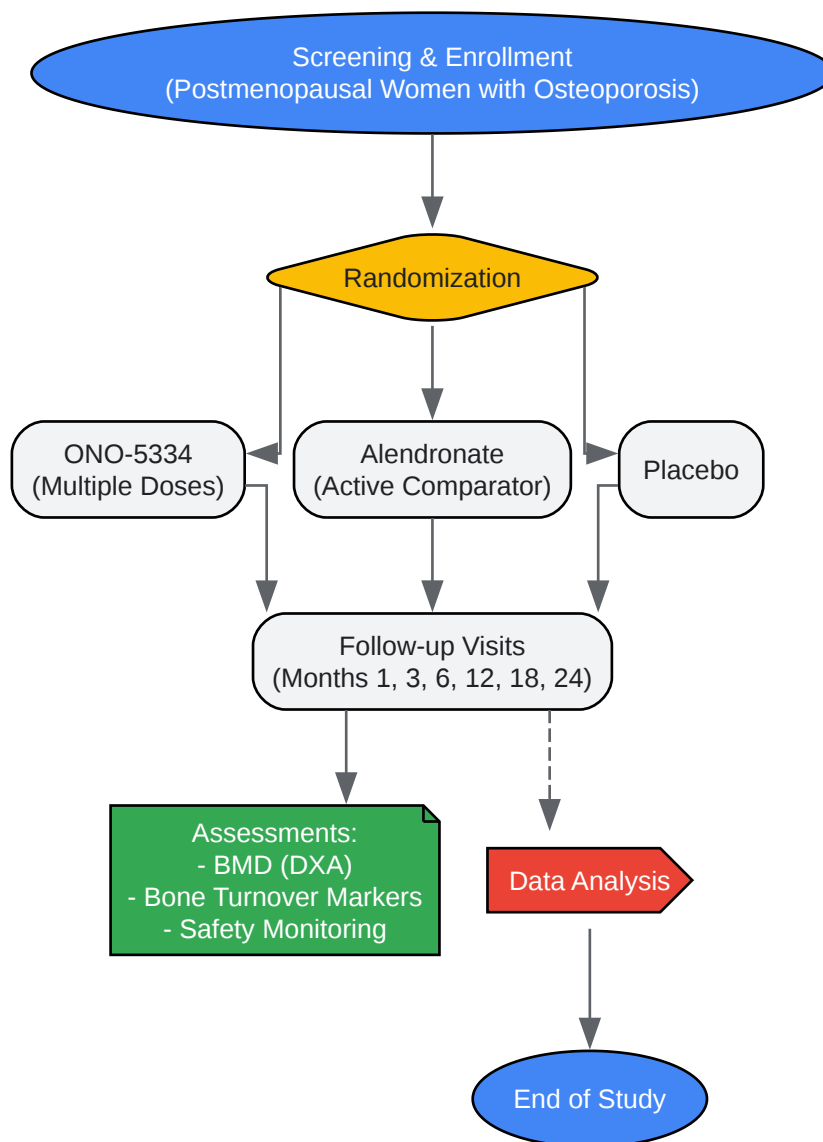 Screening & Enrollment
(Postmenopausal Women with Osteoporosis)
Randomization
ONO-5334
(Multiple Doses)
Alendronate
(Active Comparator)
Placebo
Follow-up Visits
(Months 1, 3, 6, 12, 18, 24)
Assessments:
- BMD (DXA)
- Bone Turnover Markers
- Safety Monitoring
Data Analysis
End of Study